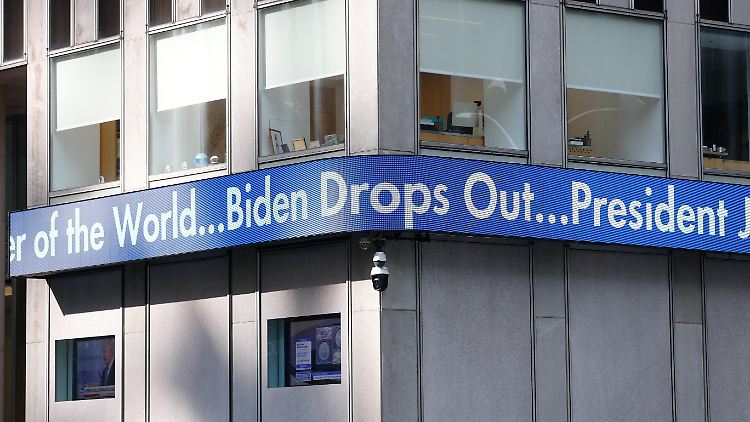 er of the World...Biden Drops Out...President J